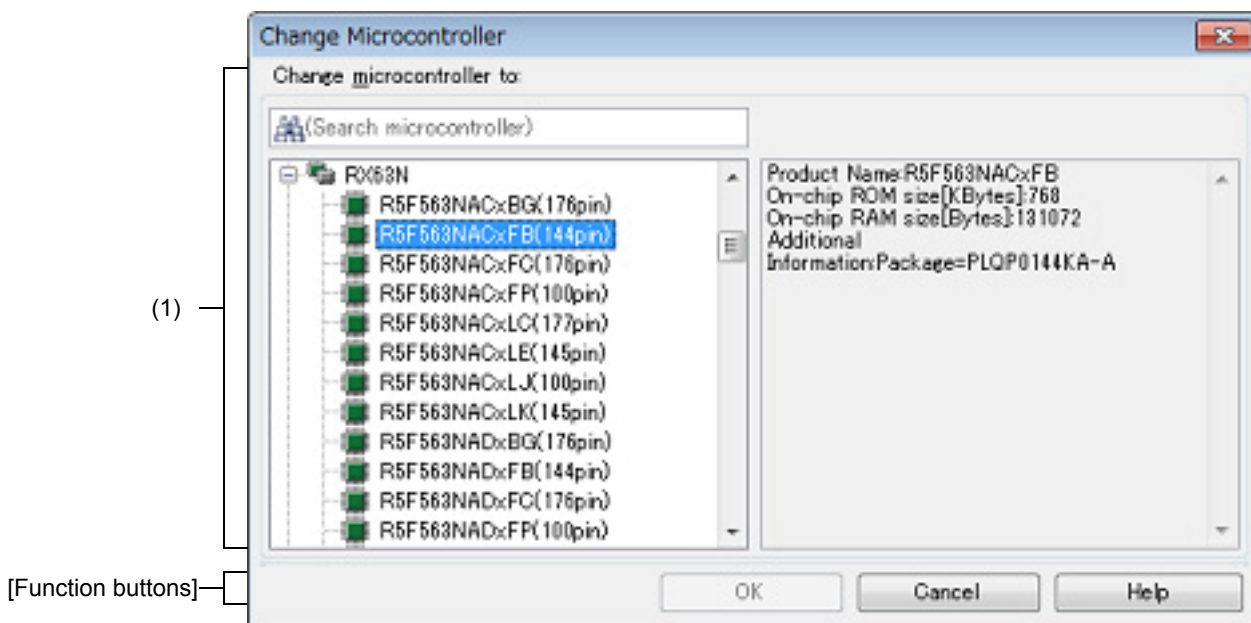 Change Microcontroller
Change microcontroller to:
(Search microcontroller)
RX63N
R5F563NACxBG(176pin)
R5F563NACxFB(144pin)
R5F563NACxFC(176pin)
R5F563NACxFP(100pin)
R5F563NACxLC(177pin)
R5F563NACxLE(145pin)
R5F563NACxLJ(100pin)
R5F563NACxLK(145pin)
R5F563NADxBG(176pin)
R5F563NADxFB(144pin)
R5F563NADxFC(176pin)
R5F563NADxFP(100pin)
Product Name:R5F563NACxFB
On-chip ROM size[KBytes]:768
On-chip RAM size[Bytes]:131072
Additional
Information:Package=PLQP0144KA-A
(1)
[Function buttons]
OK
Cancel
Help